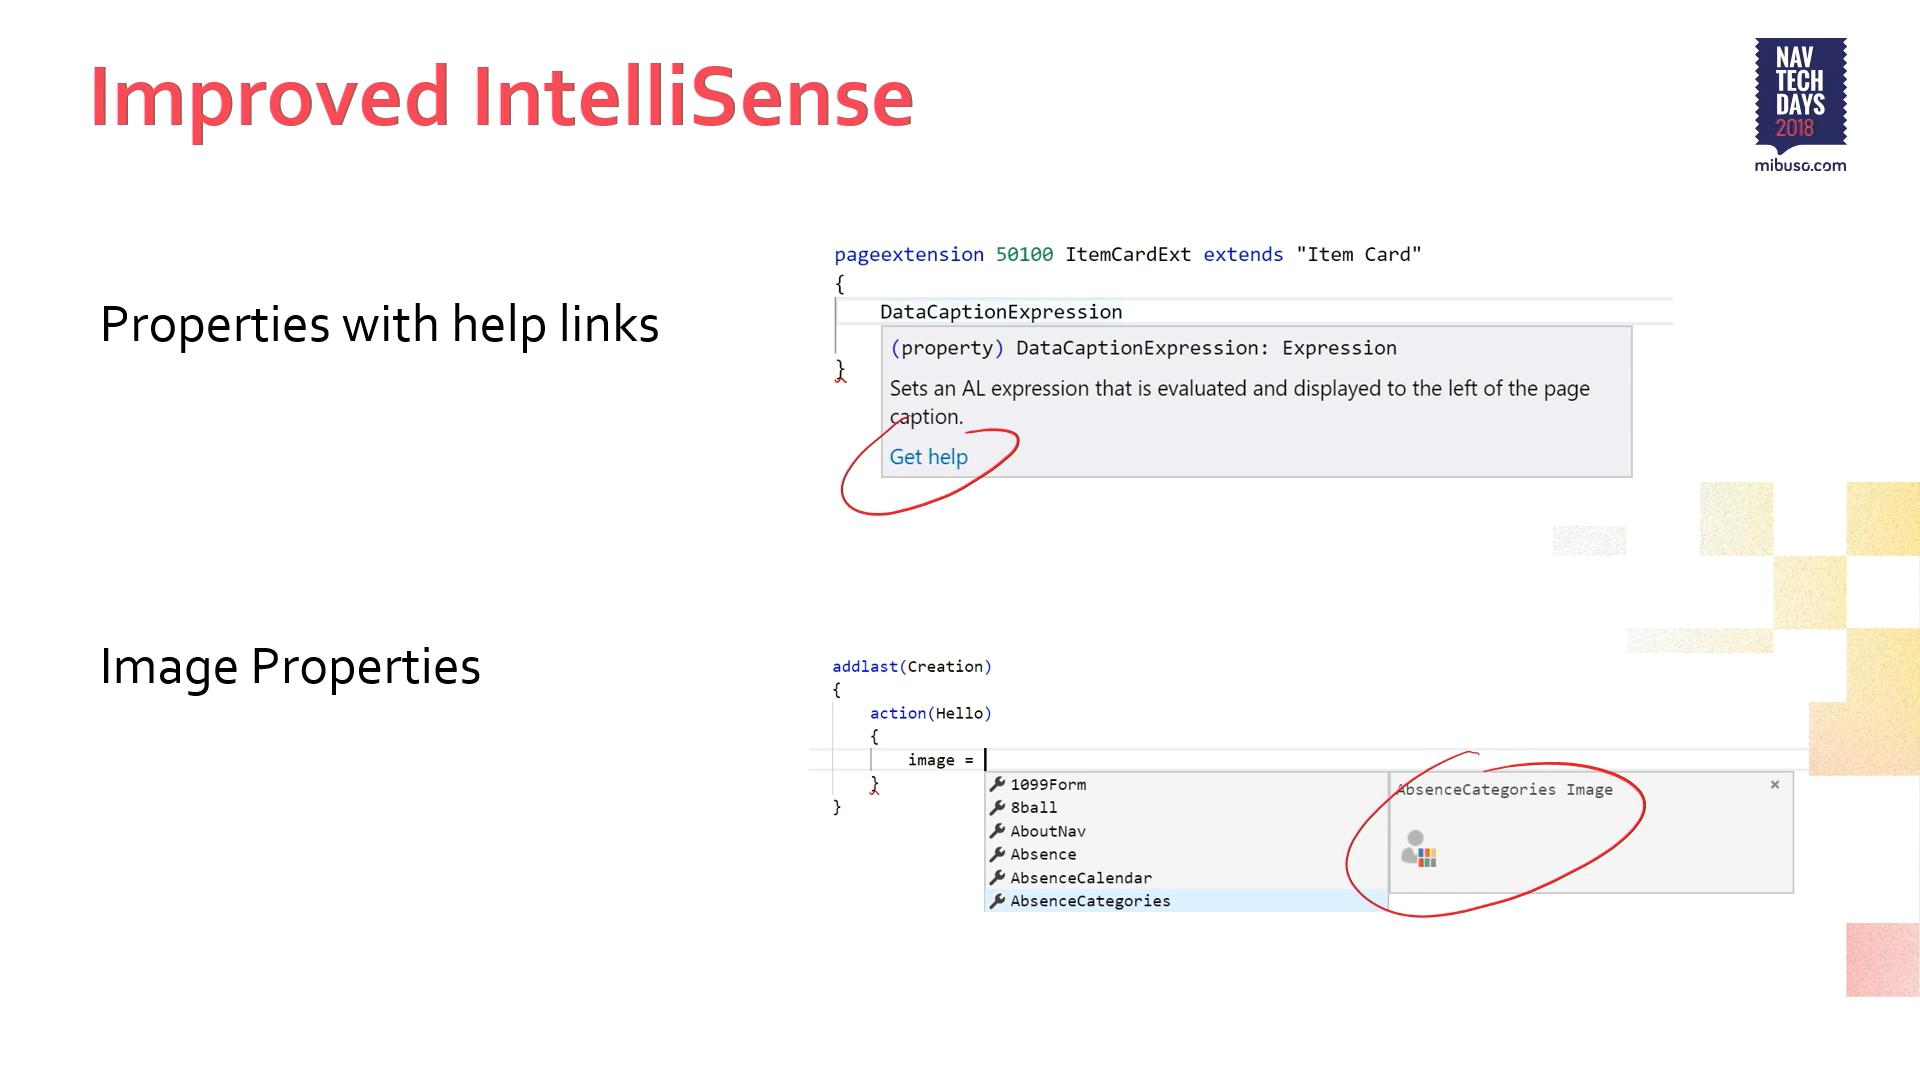 Improved IntelliSense
NAV
TECH
DAYS
2018
mibuso.com
Properties with help links
pageextension 50100 ItemCardExt extends "Item Card"
{
DataCaptionExpression
(property) DataCaptionExpression: Expression
}
Sets an AL expression that is evaluated and displayed to the left of the page
caption.
Get help
Image Properties
addlast(Creation)
{
action(Hello)
{
image =
}
}
1099Form
8ball
AboutNav
Absence
AbsenceCalendar
AbsenceCategories
AbsenceCategories Image
×